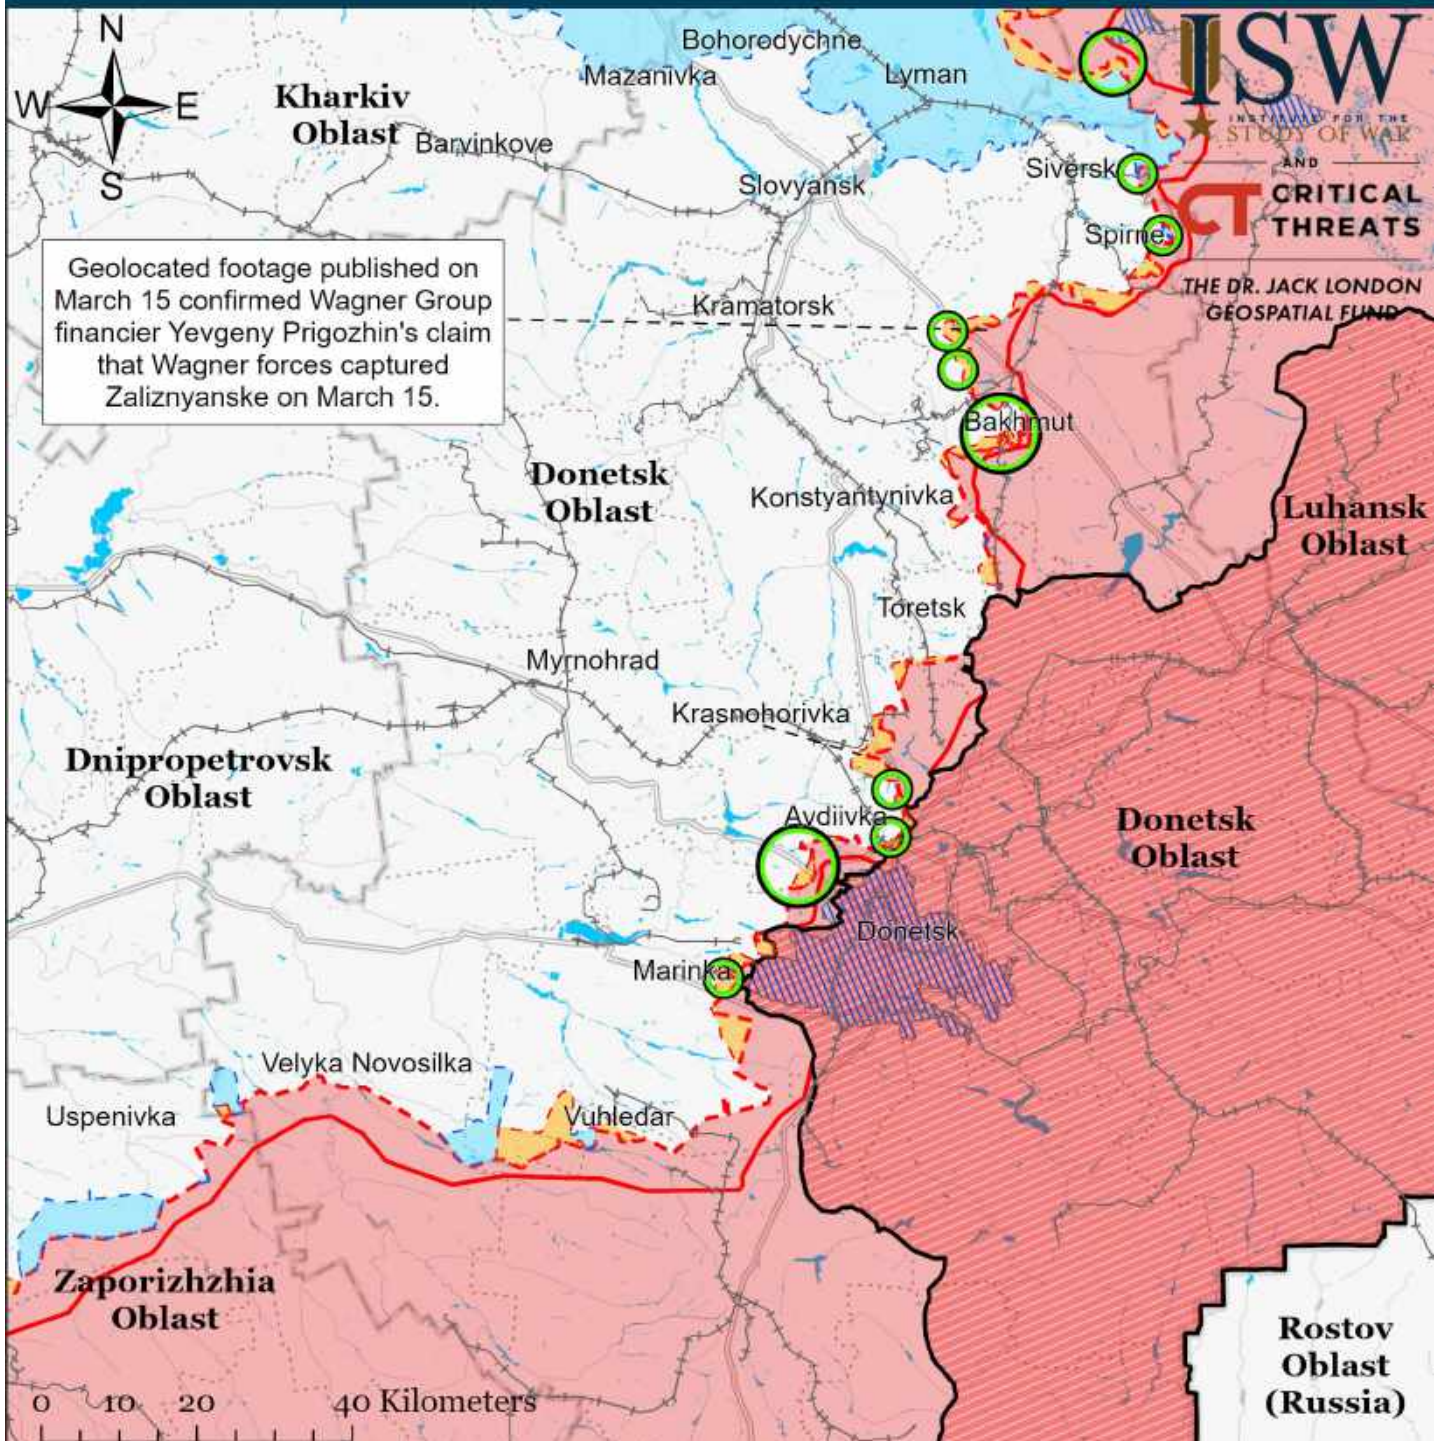 N
W
E
S
Kharkiv
Oblast
Bohorodychne
Mazanivka
Lyman
Barvinkove
Slovyansk
Siversk
Spirne
ISW
INSTITUTE FOR THE
STUDY OF WAR
AND
CT CRITICAL
THREATS
THE DR. JACK LONDON
GEOSPATIAL FUND
Geolocated footage published on
March 15 confirmed Wagner Group
financier Yevgeny Prigozhin's claim
that Wagner forces captured
Zaliznyanske on March 15.
Kramatorsk
Bakhmut
Donetsk
Oblast
Konstyantynivka
Luhansk
Oblast
Toretsk
Myrnohrad
Krasnohorivka
Dnipropetrovsk
Oblast
Avdiivka
Donetsk
Oblast
Donetsk
Marinka
Velyka Novosilka
Uspenivka
Vuhledar
Zaporizhzhia
Oblast
Rostov
Oblast
(Russia)
0 10 20 40 Kilometers